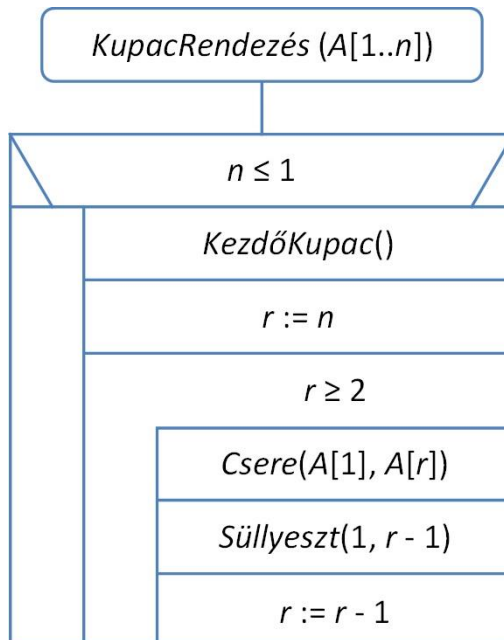 KupacRendezés (A[1..n])
n ≤ 1
KezdőKupac()
r := n
r ≥ 2
Csere(A[1], A[r])
Süllyeszt(1, r - 1)
r := r - 1